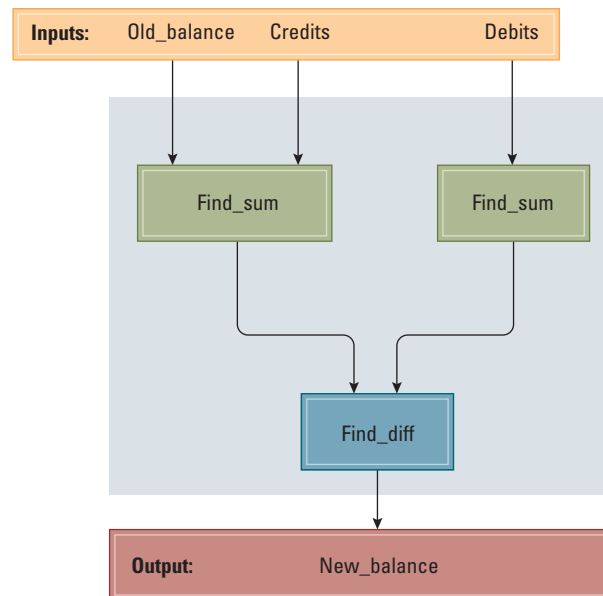 Inputs: Old_balance Credits Debits
Find_sum Find_sum
Find_diff
Output: New_balance